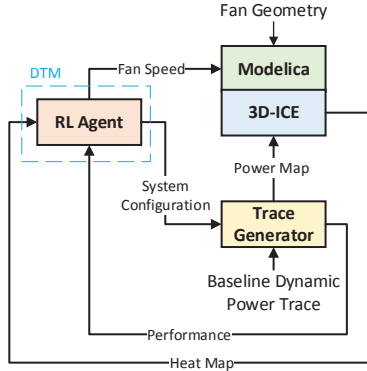 Fan Geometry
DTM
Fan Speed
Modelica
RL Agent
3D-ICE
System
Configuration
Power Map
Trace
Generator
Baseline Dynamic
Power Trace
Performance
Heat Map